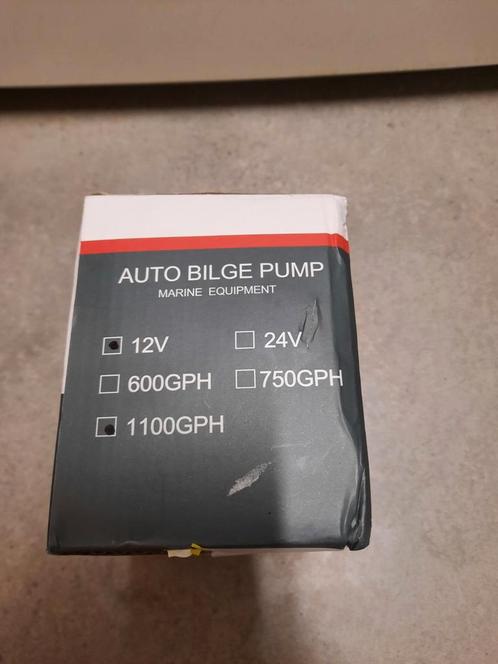 AUTO BILGE PUMP
MARINE EQUIPMENT
12V 24V
600GPH 750GPH
1100GPH